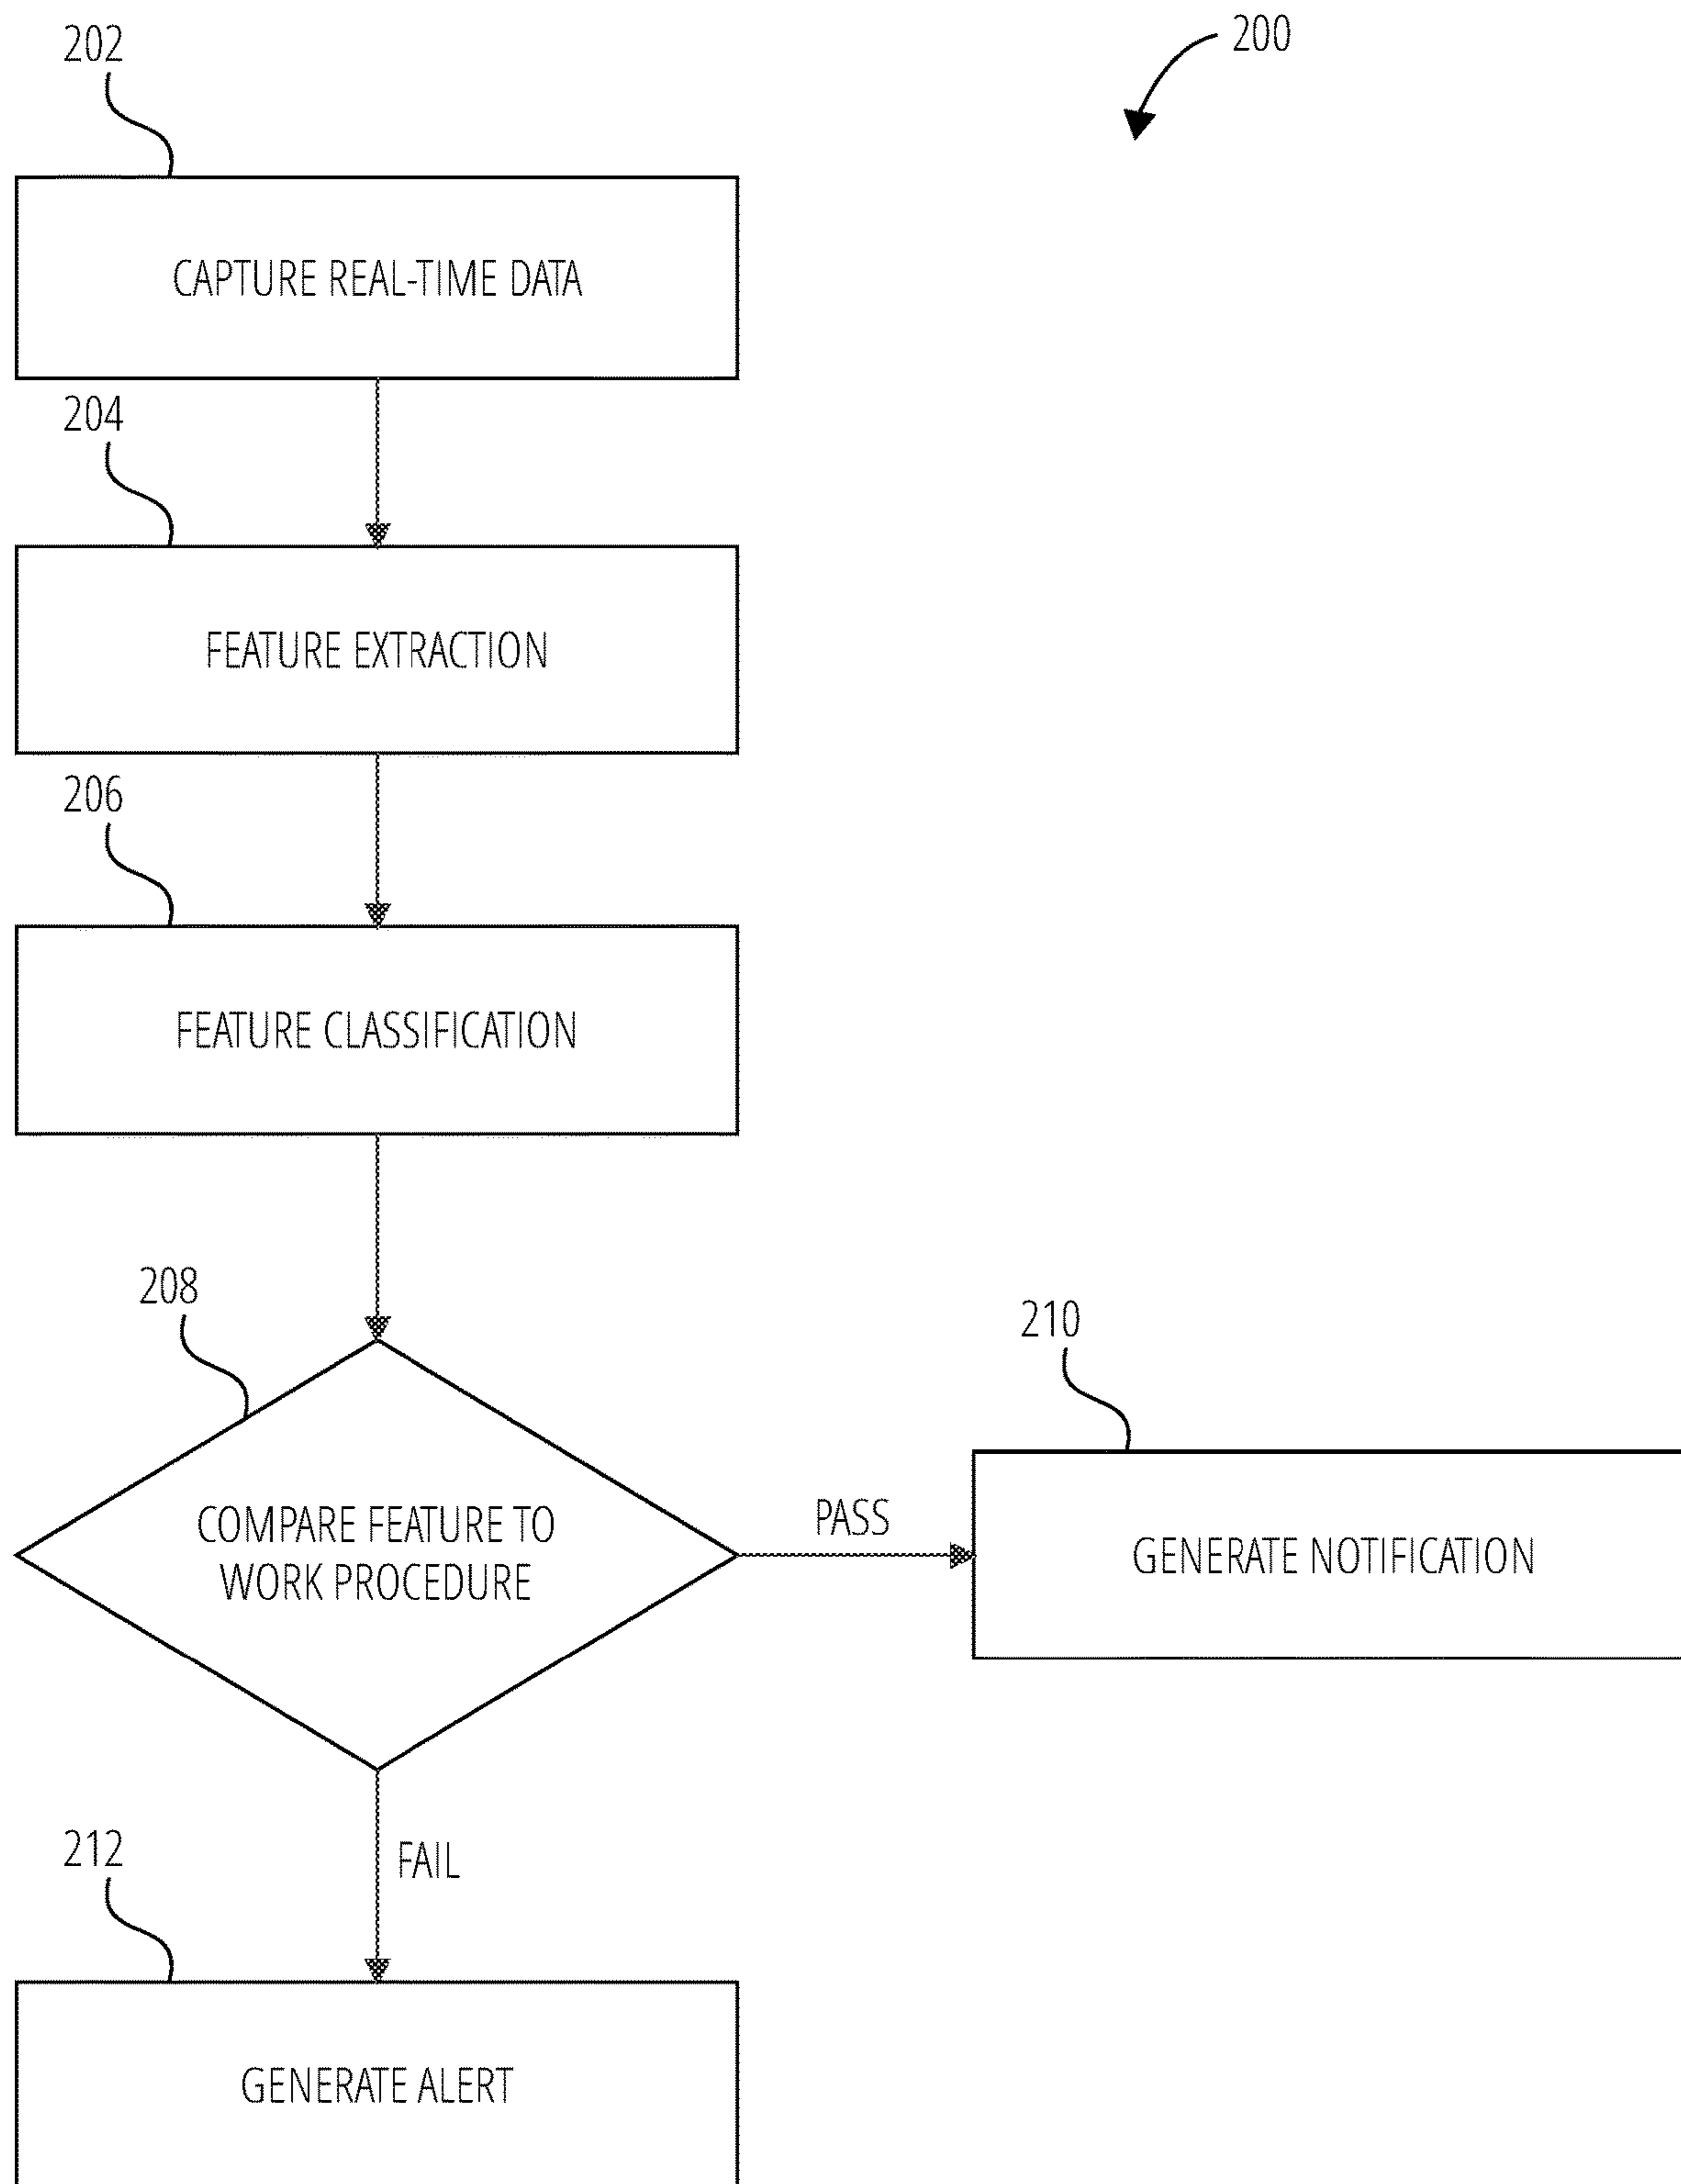 200
202
CAPTURE REAL-TIME DATA
204
FEATURE EXTRACTION
206
FEATURE CLASSIFICATION
208
COMPARE FEATURE TO
WORK PROCEDURE
PASS
210
GENERATE NOTIFICATION
FAIL
212
GENERATE ALERT